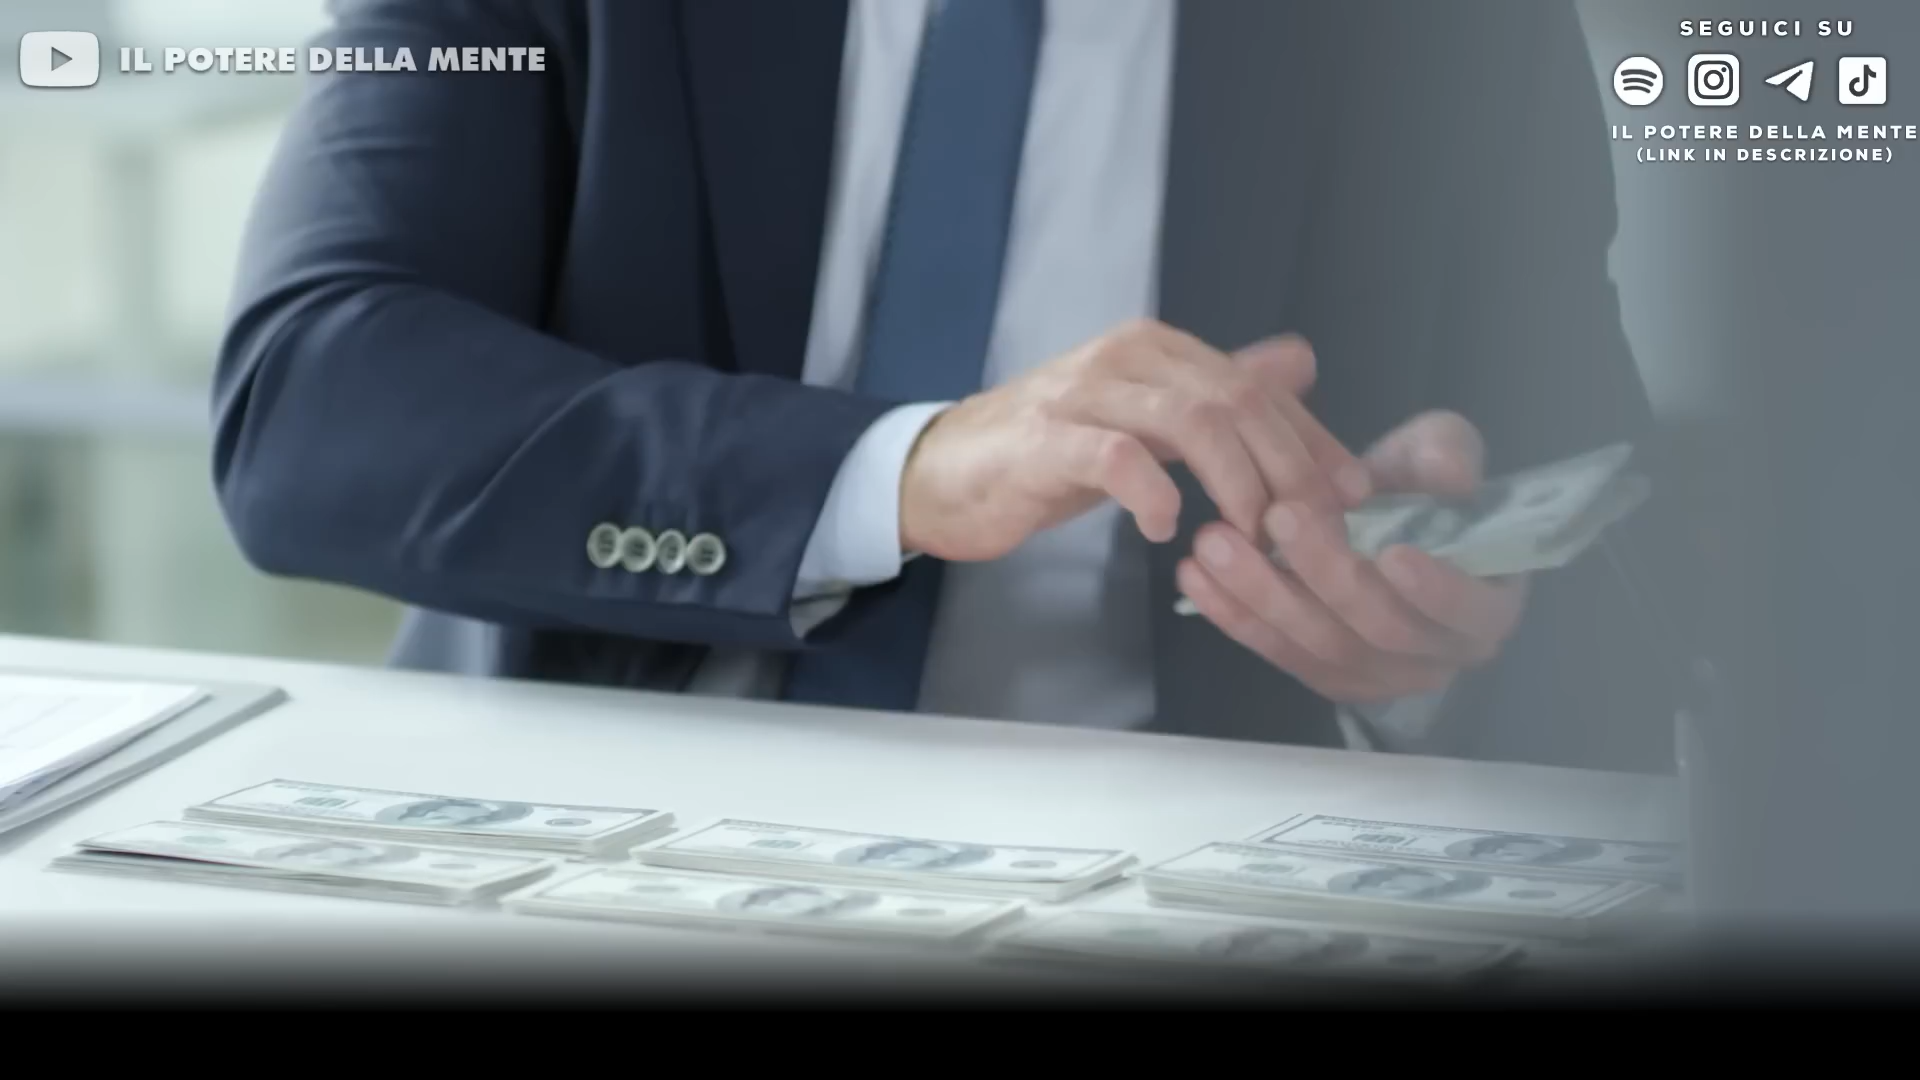 IL POTERE DELLA MENTE
SEGUICI SU
IL POTERE DELLA MENTE
(LINK IN DESCRIZIONE)